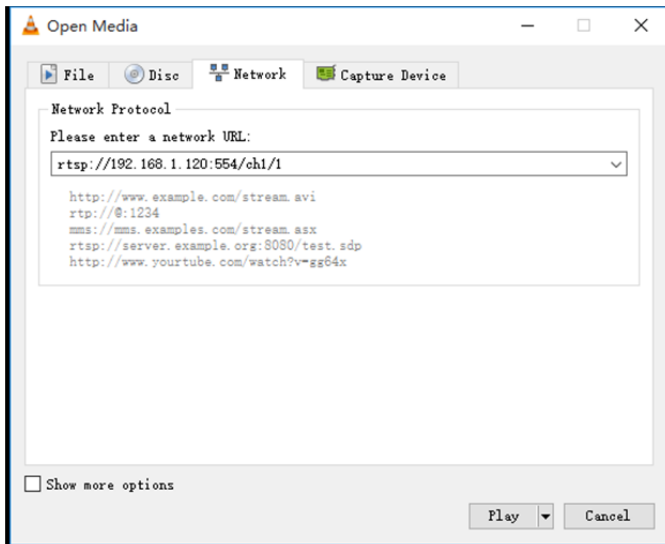 Open Media
File Disc Network Capture Device
Network Protocol
Please enter a network URL:
rtsp://192.168.1.120:554/ch1/1
http://www.example.com/stream.avi
rtp://@:1234
mms://mms.examples.com/stream.asx
rtsp://server.example.org:8080/test.sdp
http://www.yourtube.com/watch?v=gg64x
Show more options
Play Cancel